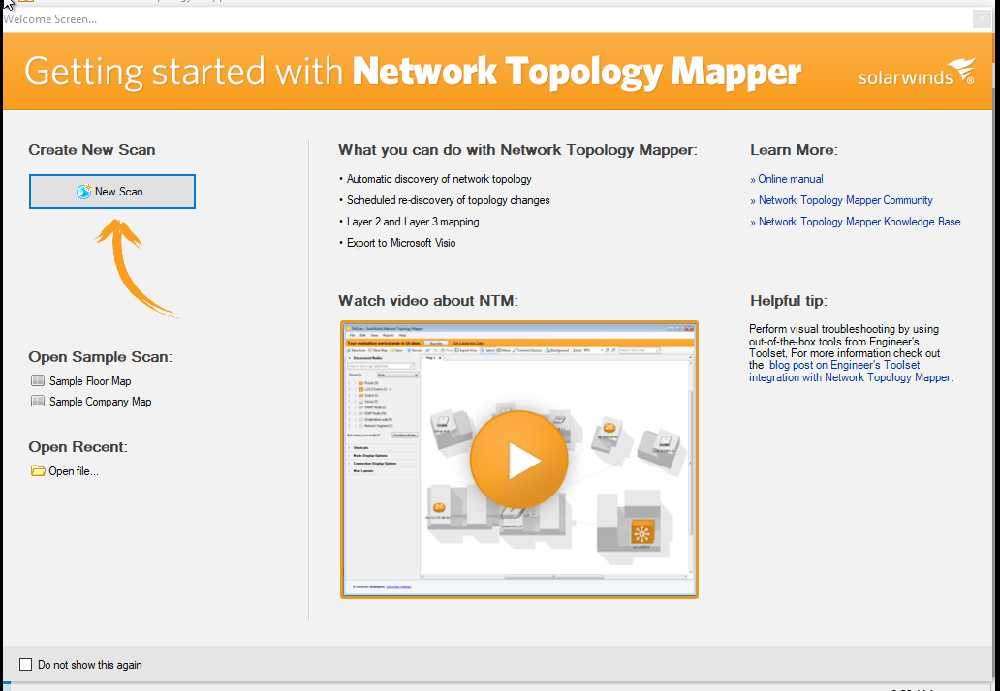 Welcome Screen...
Getting started with Network Topology Mapper
solarwinds
Create New Scan
New Scan
Open Sample Scan:
Sample Floor Map
Sample Company Map
Open Recent:
Open file...
What you can do with Network Topology Mapper:
• Automatic discovery of network topology
• Scheduled re-discovery of topology changes
• Layer 2 and Layer 3 mapping
• Export to Microsoft Visio
Watch video about NTM:
Learn More:
» Online manual
» Network Topology Mapper Community
» Network Topology Mapper Knowledge Base
Helpful tip:
Perform visual troubleshooting by using
out-of-the-box tools from Engineer's
Toolset, For more information check out
the blog post on Engineer's Toolset
integration with Network Topology Mapper.
Do not show this again